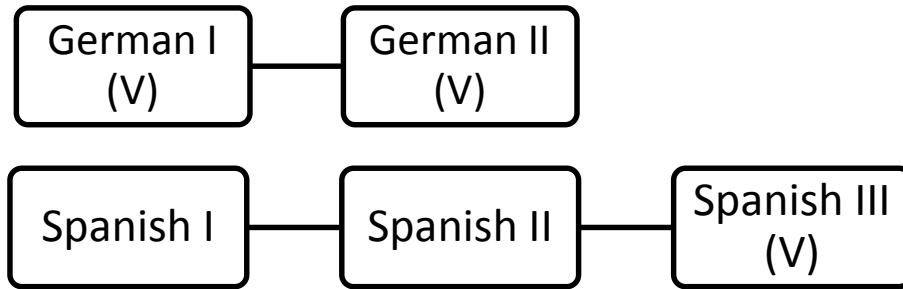 German I
(V)
German II
(V)
Spanish I
Spanish II
Spanish III
(V)